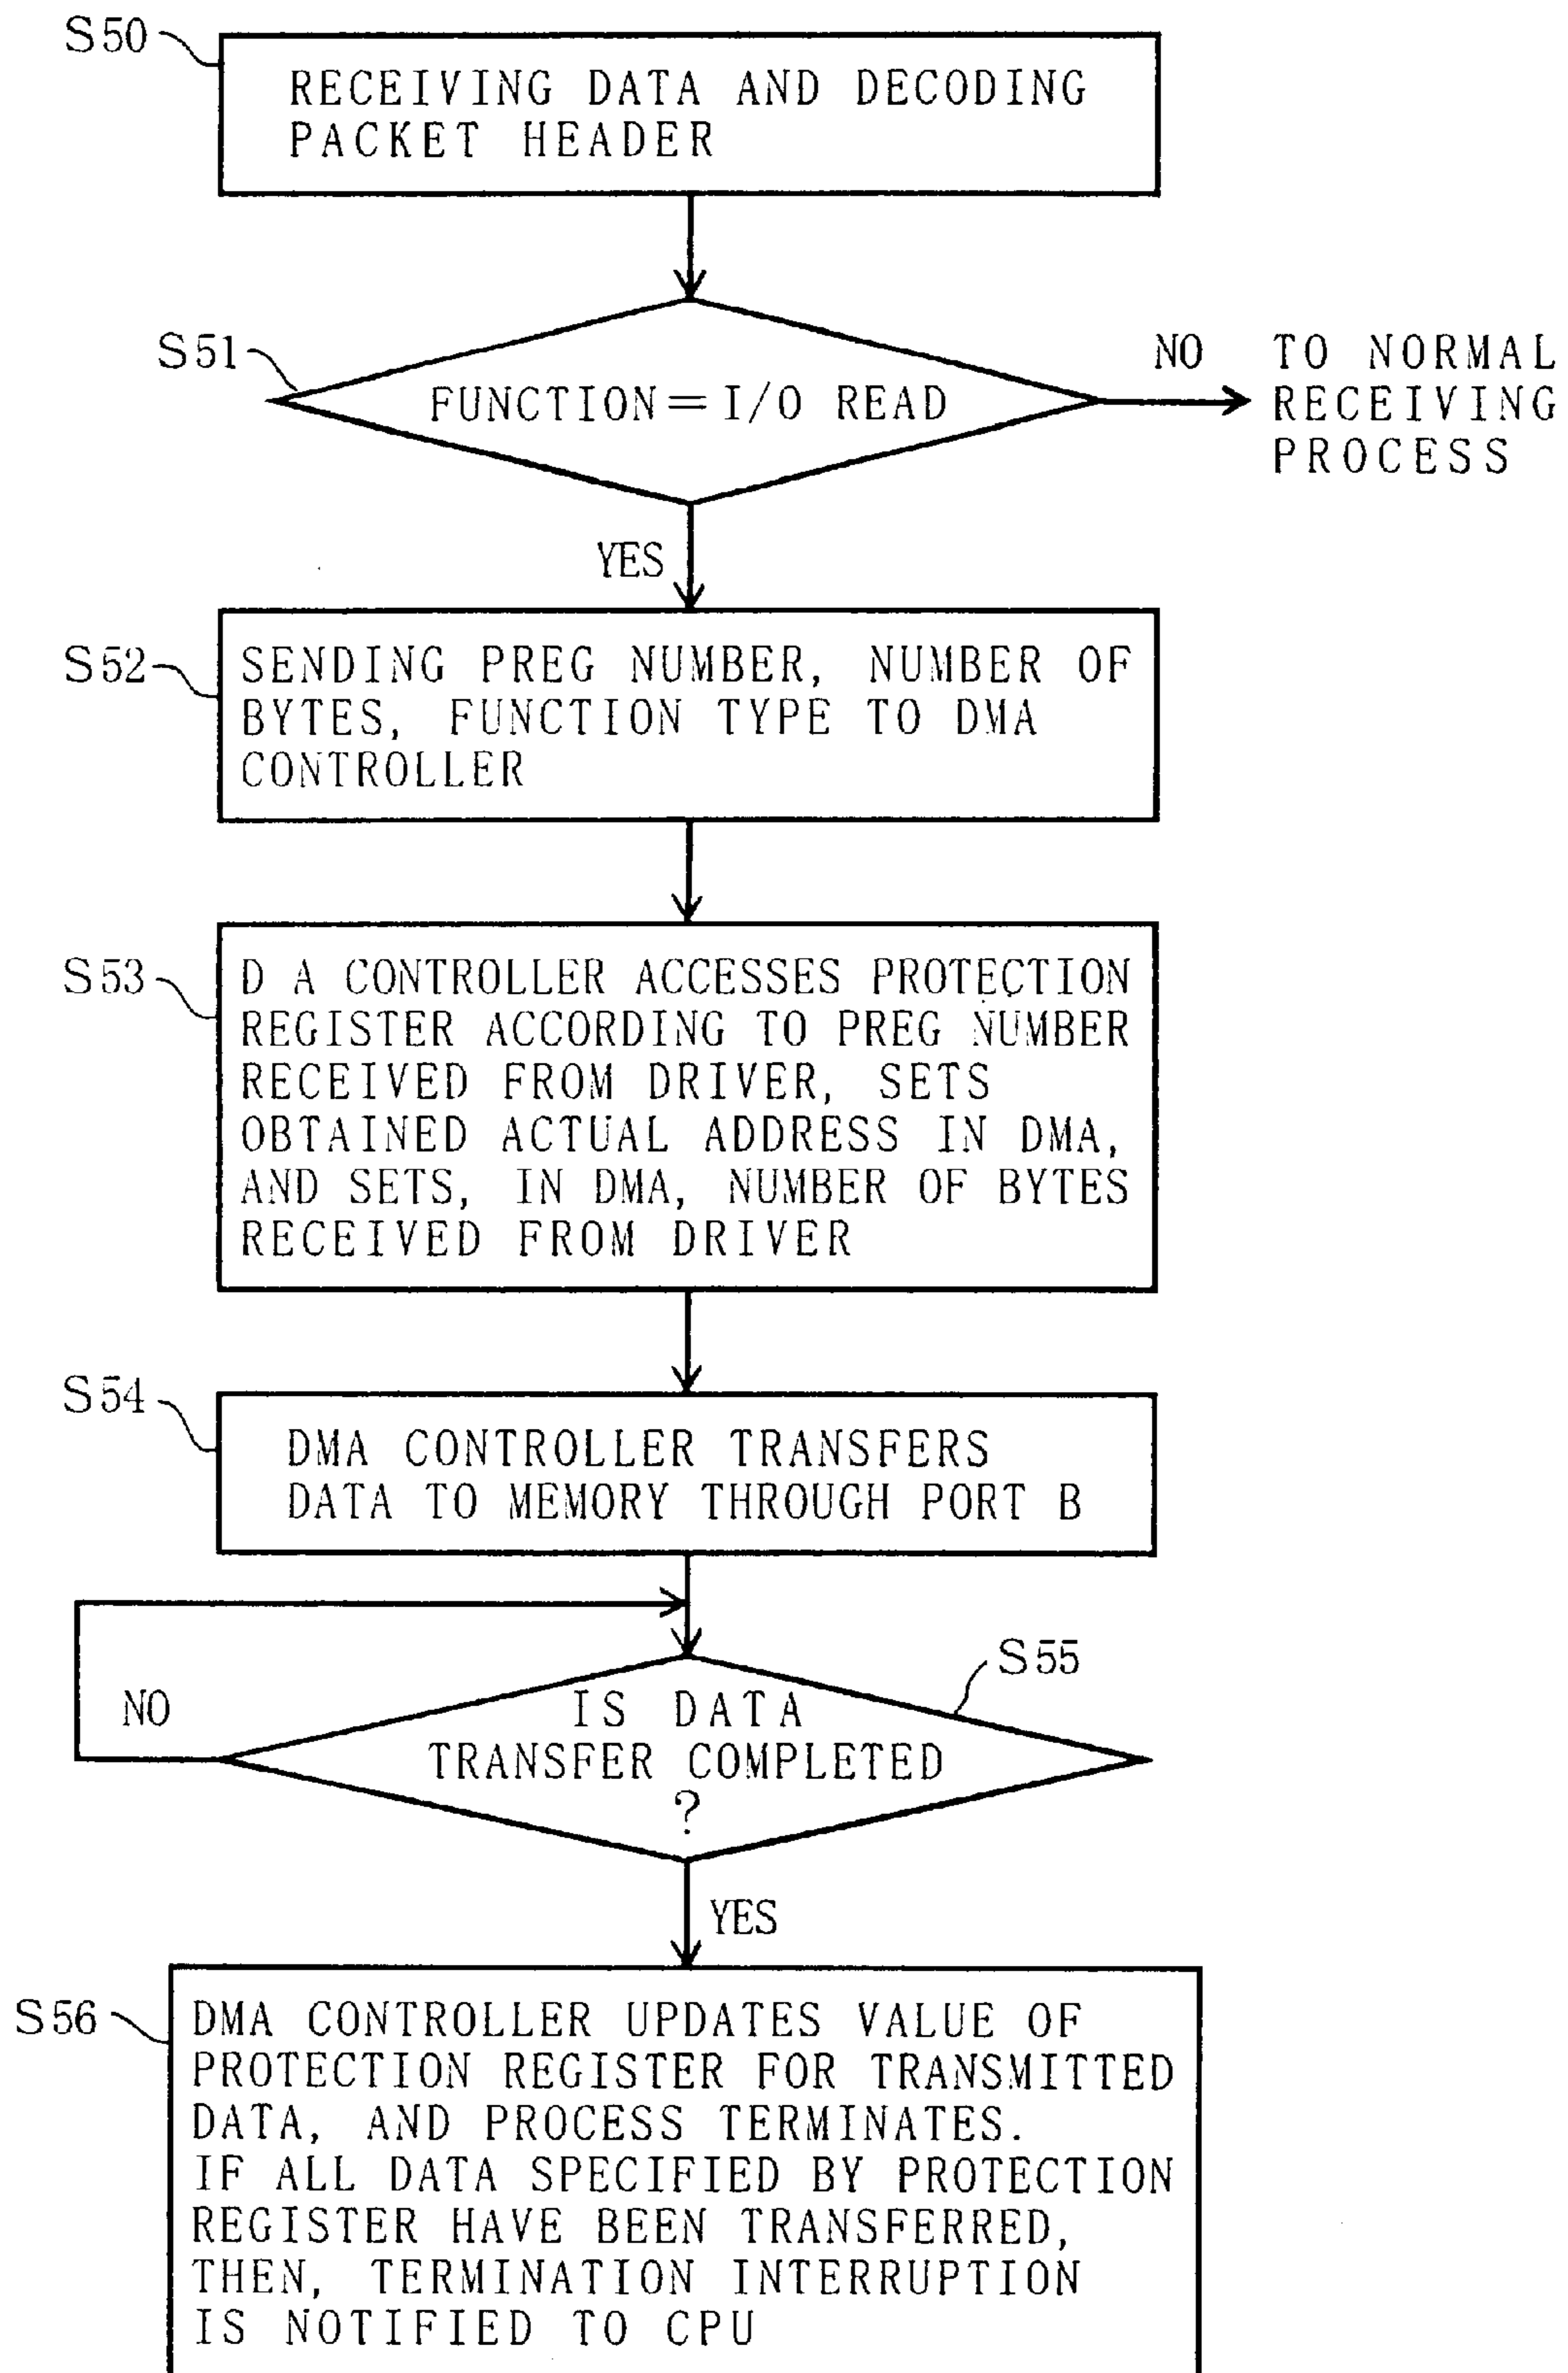 S50
RECEIVING DATA AND DECODING
PACKET HEADER
S51
FUNCTION=I/O READ
NO
TO NORMAL
RECEIVING
PROCESS
YES
S52
SENDING PREG NUMBER, NUMBER OF
BYTES, FUNCTION TYPE TO DMA
CONTROLLER
S53
D A CONTROLLER ACCESSES PROTECTION
REGISTER ACCORDING TO PREG NUMBER
RECEIVED FROM DRIVER, SETS
OBTAINED ACTUAL ADDRESS IN DMA,
AND SETS, IN DMA, NUMBER OF BYTES
RECEIVED FROM DRIVER
S54
DMA CONTROLLER TRANSFERS
DATA TO MEMORY THROUGH PORT B
S55
NO
IS DATA
TRANSFER COMPLETED
?
YES
S56
DMA CONTROLLER UPDATES VALUE OF
PROTECTION REGISTER FOR TRANSMITTED
DATA, AND PROCESS TERMINATES.
IF ALL DATA SPECIFIED BY PROTECTION
REGISTER HAVE BEEN TRANSFERRED,
THEN, TERMINATION INTERRUPTION
IS NOTIFIED TO CPU